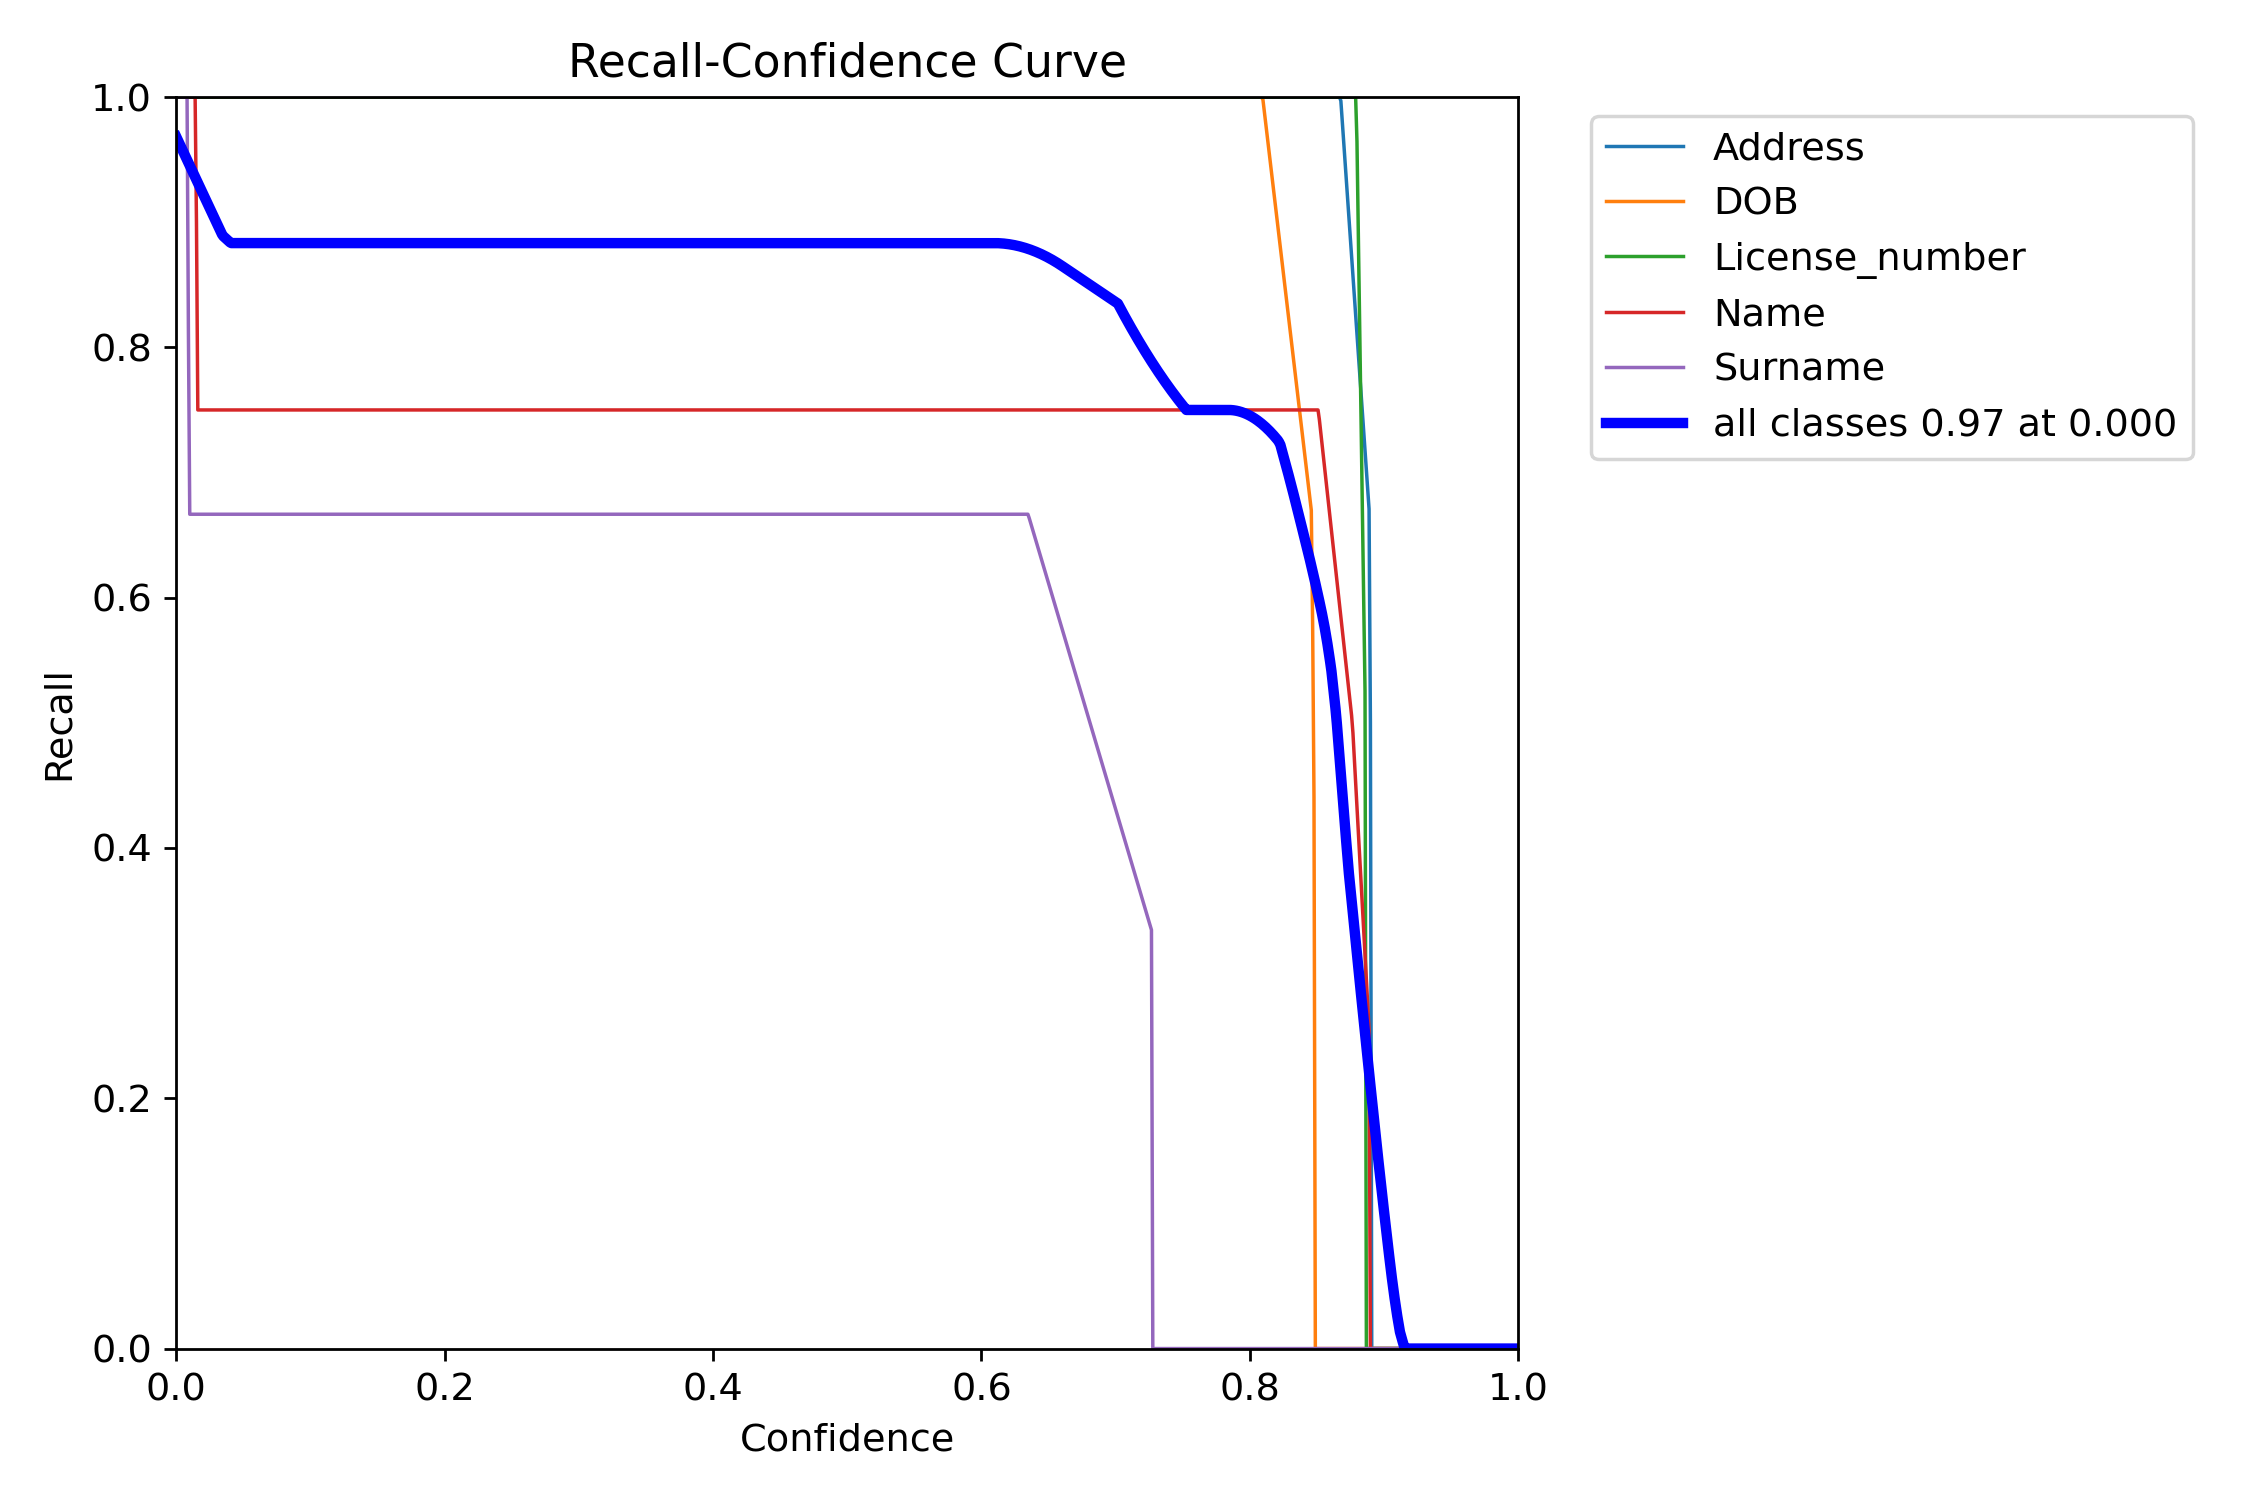 Recall-Confidence Curve
1.0
0.8
0.6
0.4
0.2
0.0
Recall
0.0 0.2 0.4 0.6 0.8 1.0
Confidence
Address
DOB
License_number
Name
Surname
all classes 0.97 at 0.000